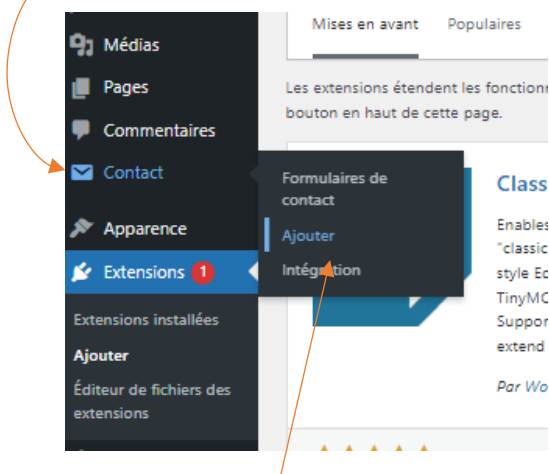 Médias
Pages
Commentaires
Contact
Apparence
Extensions 1
Extensions installées
Ajouter
Éditeur de fichiers des
extensions
Formulaires de
contact
Ajouter
Intégration
Mises en avant Populaires
Les extensions étendent les
bouton en haut de cette page.
Class
Enables
"classic
style
TinyMC
Suppor
extend
Par Wo